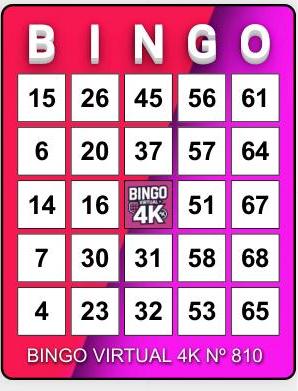 B I N G O
15 26 45 56 61
6 20 37 57 64
14 16 BINGO VIRTUAL 4K 51 67
7 30 31 58 68
4 23 32 53 65
BINGO VIRTUAL 4K Nº 810